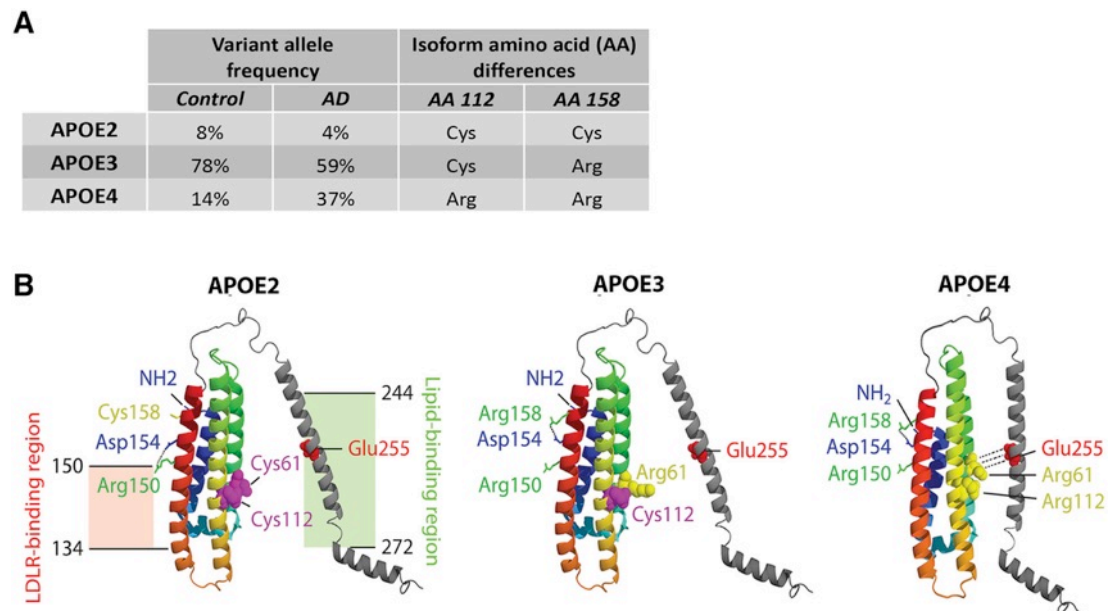 A
Variant allele frequency
Isoform amino acid (AA) differences
Control AD AA 112 AA 158
APOE2 8% 4% Cys Cys
APOE3 78% 59% Cys Arg
APOE4 14% 37% Arg Arg
B
APOE2
LDLR-binding region
150
134
NH2
Cys158
Asp154
Arg150
Cys61
Cys112
Glu255
244
272
Lipid-binding region
APOE3
NH2
Arg158
Asp154
Arg150
Arg61
Cys112
Glu255
APOE4
NH₂
Arg158
Asp154
Arg150
Glu255
Arg61
Arg112